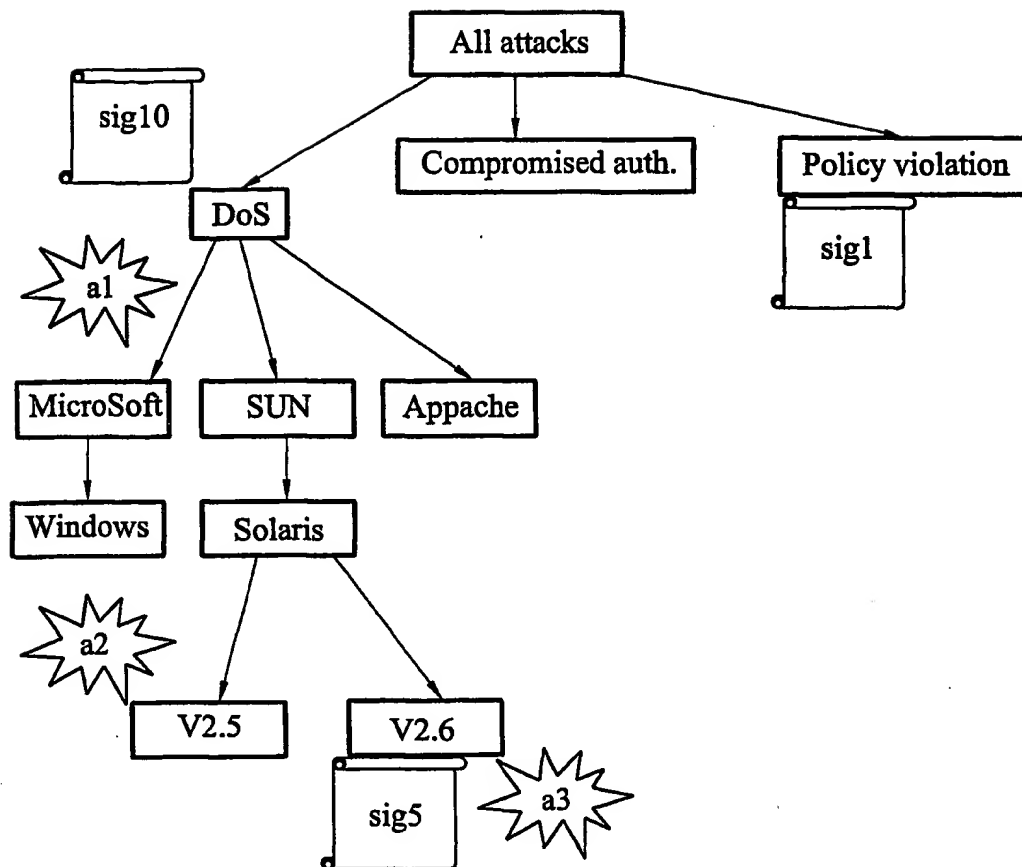 All attacks
sig10
Compromised auth.
Policy violation
DoS
sig1
a1
MicroSoft
SUN
Appache
Windows
Solaris
a2
V2.5
V2.6
a3
sig5